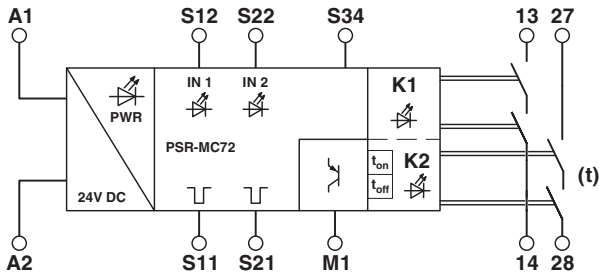 A1 S12 S22 S34 13 27
IN 1 IN 2 K1
PWR
PSR-MC72
t_on K2
t_off (t)
24V DC
A2 S11 S21 M1 14 28